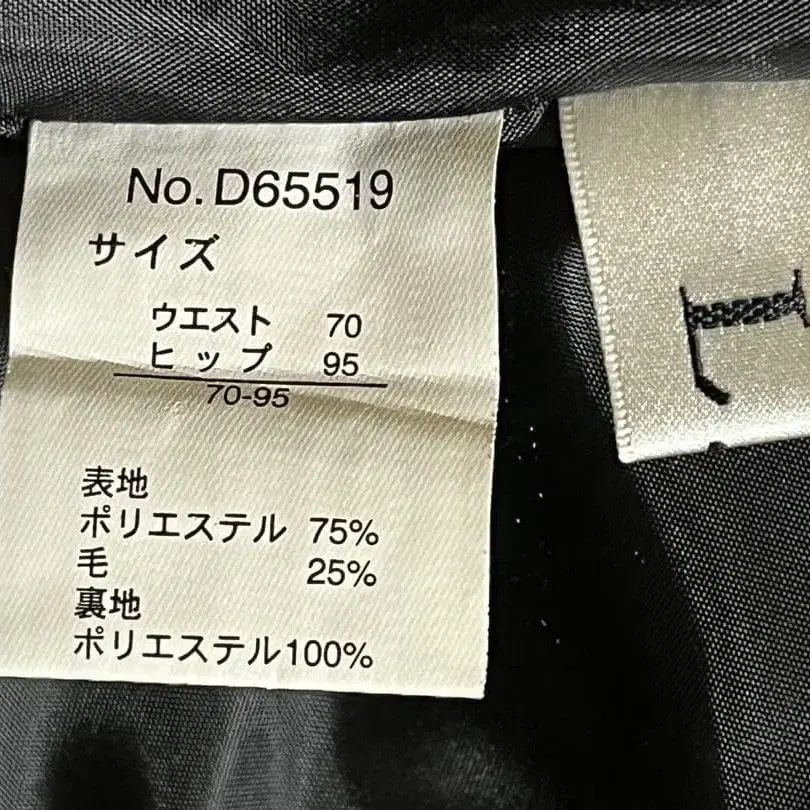 No. D65519
サイズ
ウエスト 70
ヒップ 95
70-95
表地
ポリエステル 75%
毛 25%
裏地
ポリエステル100%